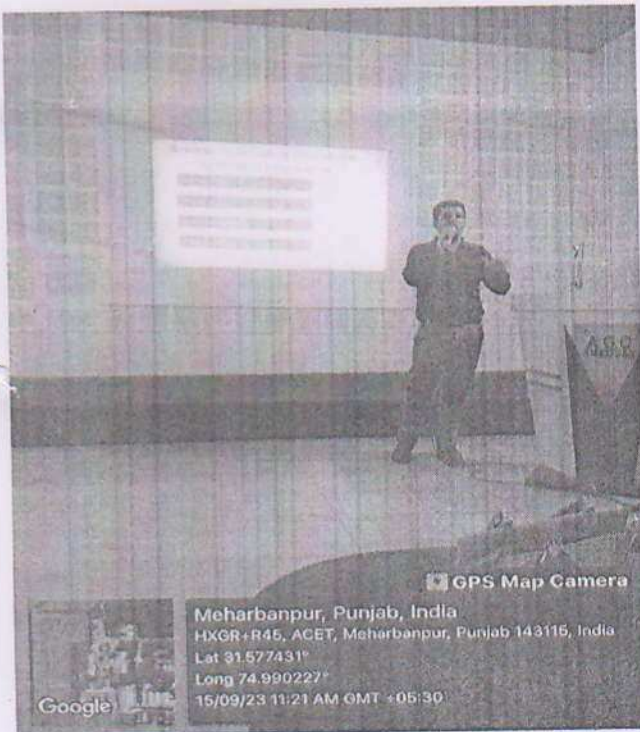 GPS Map Camera
Meharbanpur, Punjab, India
HXGR+R45, ACET, Meharbanpur, Punjab 143115, India
Lat 31.577431°
Long 74.990227°
15/09/23 11:21 AM GMT +05:30
Google